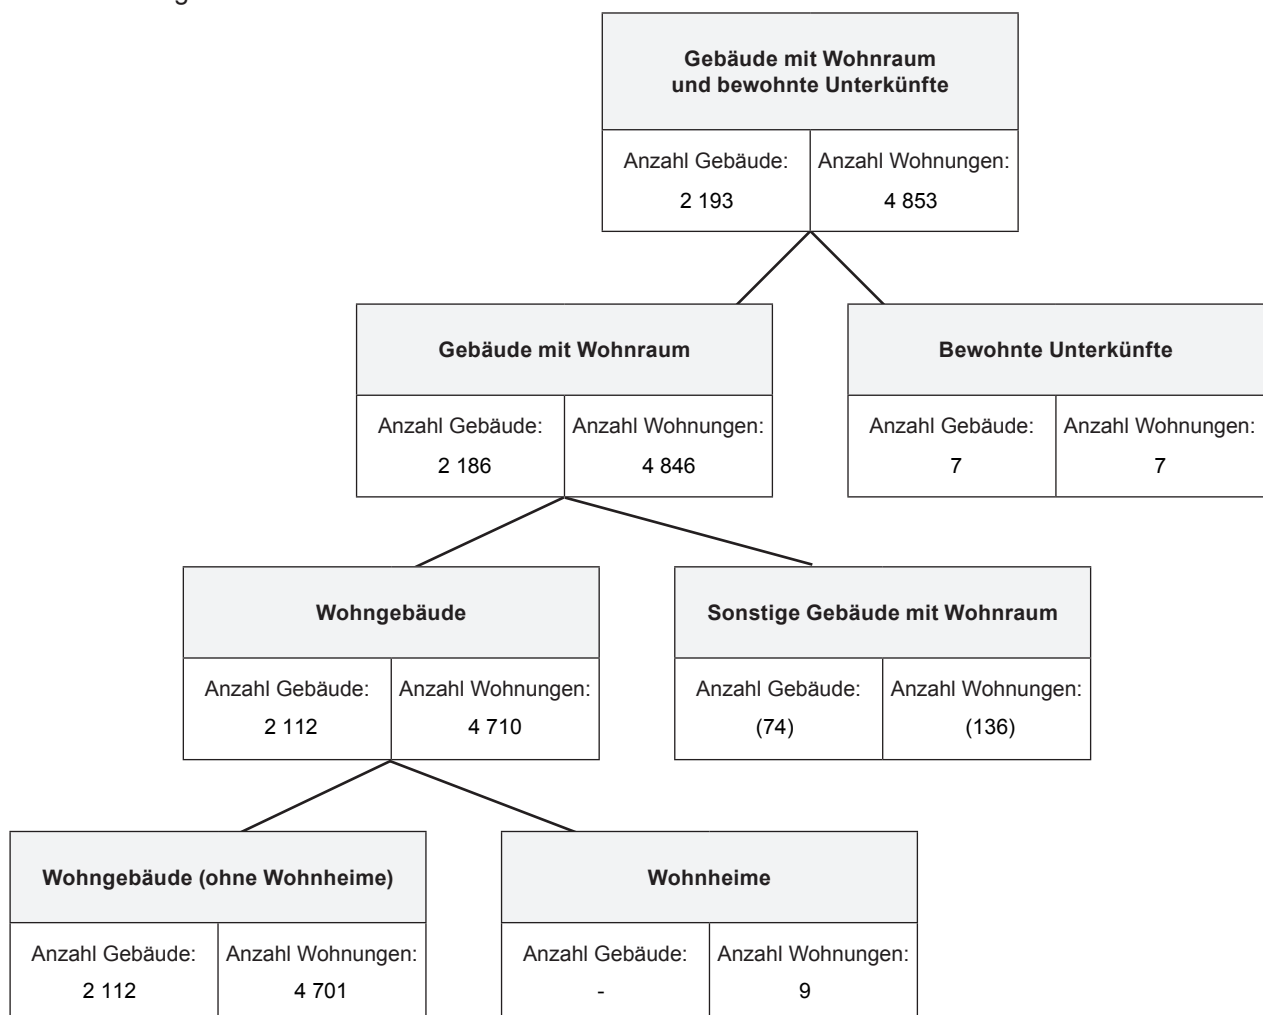 Gebäude mit Wohnraum
und bewohnte Unterkünfte
Anzahl Gebäude: Anzahl Wohnungen:
2 193 4 853
Gebäude mit Wohnraum Bewohnte Unterkünfte
Anzahl Gebäude: Anzahl Wohnungen: Anzahl Gebäude: Anzahl Wohnungen:
2 186 4 846 7 7
Wohngebäude Sonstige Gebäude mit Wohnraum
Anzahl Gebäude: Anzahl Wohnungen: Anzahl Gebäude: Anzahl Wohnungen:
2 112 4 710 (74) (136)
Wohngebäude (ohne Wohnheime) Wohnheime
Anzahl Gebäude: Anzahl Wohnungen: Anzahl Gebäude: Anzahl Wohnungen:
2 112 4 701 - 9